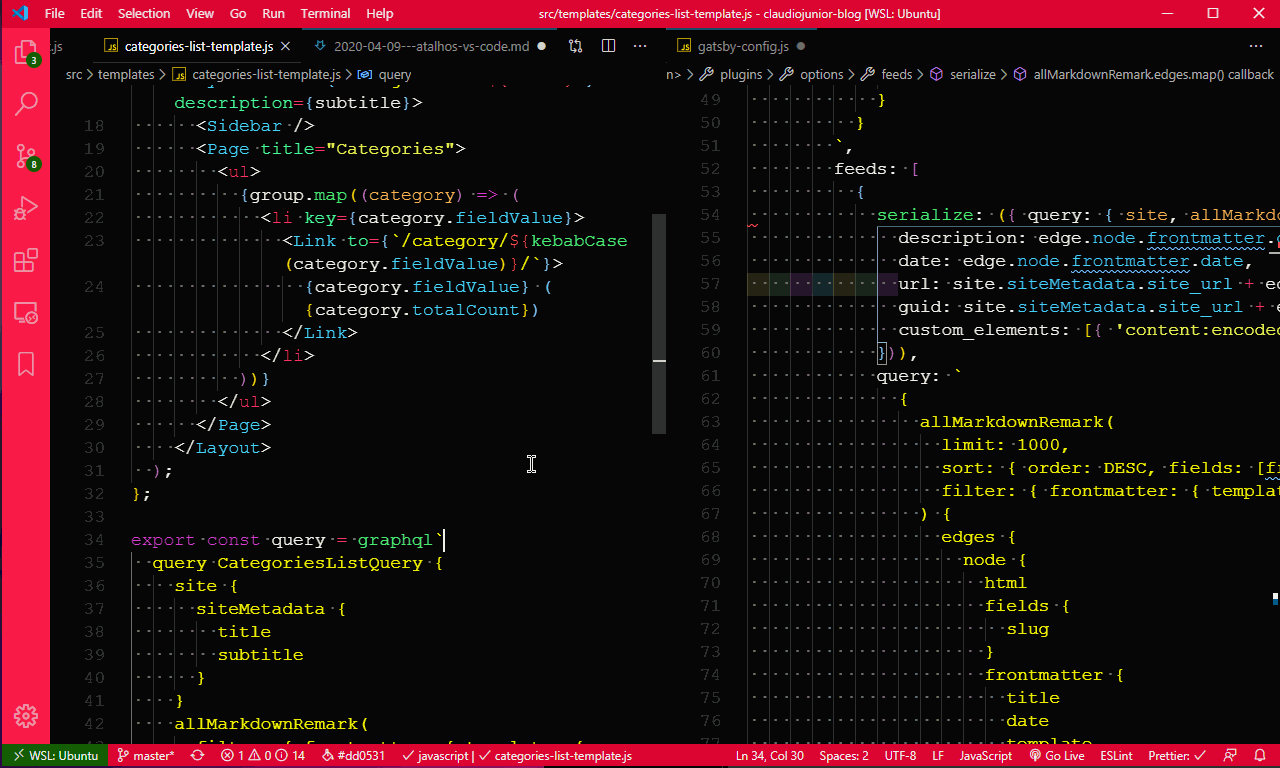 File Edit Selection View Go Run Terminal Help src/templates/categories-list-template.js - claudiojunior-blog [WSL: Ubuntu]
.js JS categories-list-template.js 2020-04-09---atalhos-vs-code.md JS gatsby-config.js
src > templates > JS categories-list-template.js > query
n> > plugins > options > feeds > serialize > allMarkdownRemark.edges.map() callback
3
8
description={subtitle}>
18 <Sidebar />
19 <Page title="Categories">
20 <ul>
21 {group.map((category) => (
22 <li key={category.fieldValue}>
23 <Link to={`/category/${kebabCase
(category.fieldValue)}/`}>
24 {category.fieldValue} (
{category.totalCount})
25 </Link>
26 </li>
27 ))}
28 </ul>
29 </Page>
30 </Layout>
31 );
32 };
33
34 export const query = graphql`
35 query CategoriesListQuery {
36 site {
37 siteMetadata {
38 title
39 subtitle
40 }
41 }
42 allMarkdownRemark(
49 }
50 }
51 `,
52 feeds: [
53 {
54 serialize: ({ query: { site, allMarkdo
55 description: edge.node.frontmatter.
56 date: edge.node.frontmatter.date,
57 url: site.siteMetadata.site_url + ed
58 guid: site.siteMetadata.site_url + e
59 custom_elements: [{ 'content:encoded
60 })),
61 query: `
62 {
63 allMarkdownRemark(
64 limit: 1000,
65 sort: { order: DESC, fields: [f
66 filter: { frontmatter: { templa
67 ) {
68 edges {
69 node {
70 html
71 fields {
72 slug
73 }
74 frontmatter {
75 title
76 date
77 template
WSL: Ubuntu master* 1 0 14 #dd0531 javascript | categories-list-template.js Ln 34, Col 30 Spaces: 2 UTF-8 LF JavaScript Go Live ESLint Prettier: